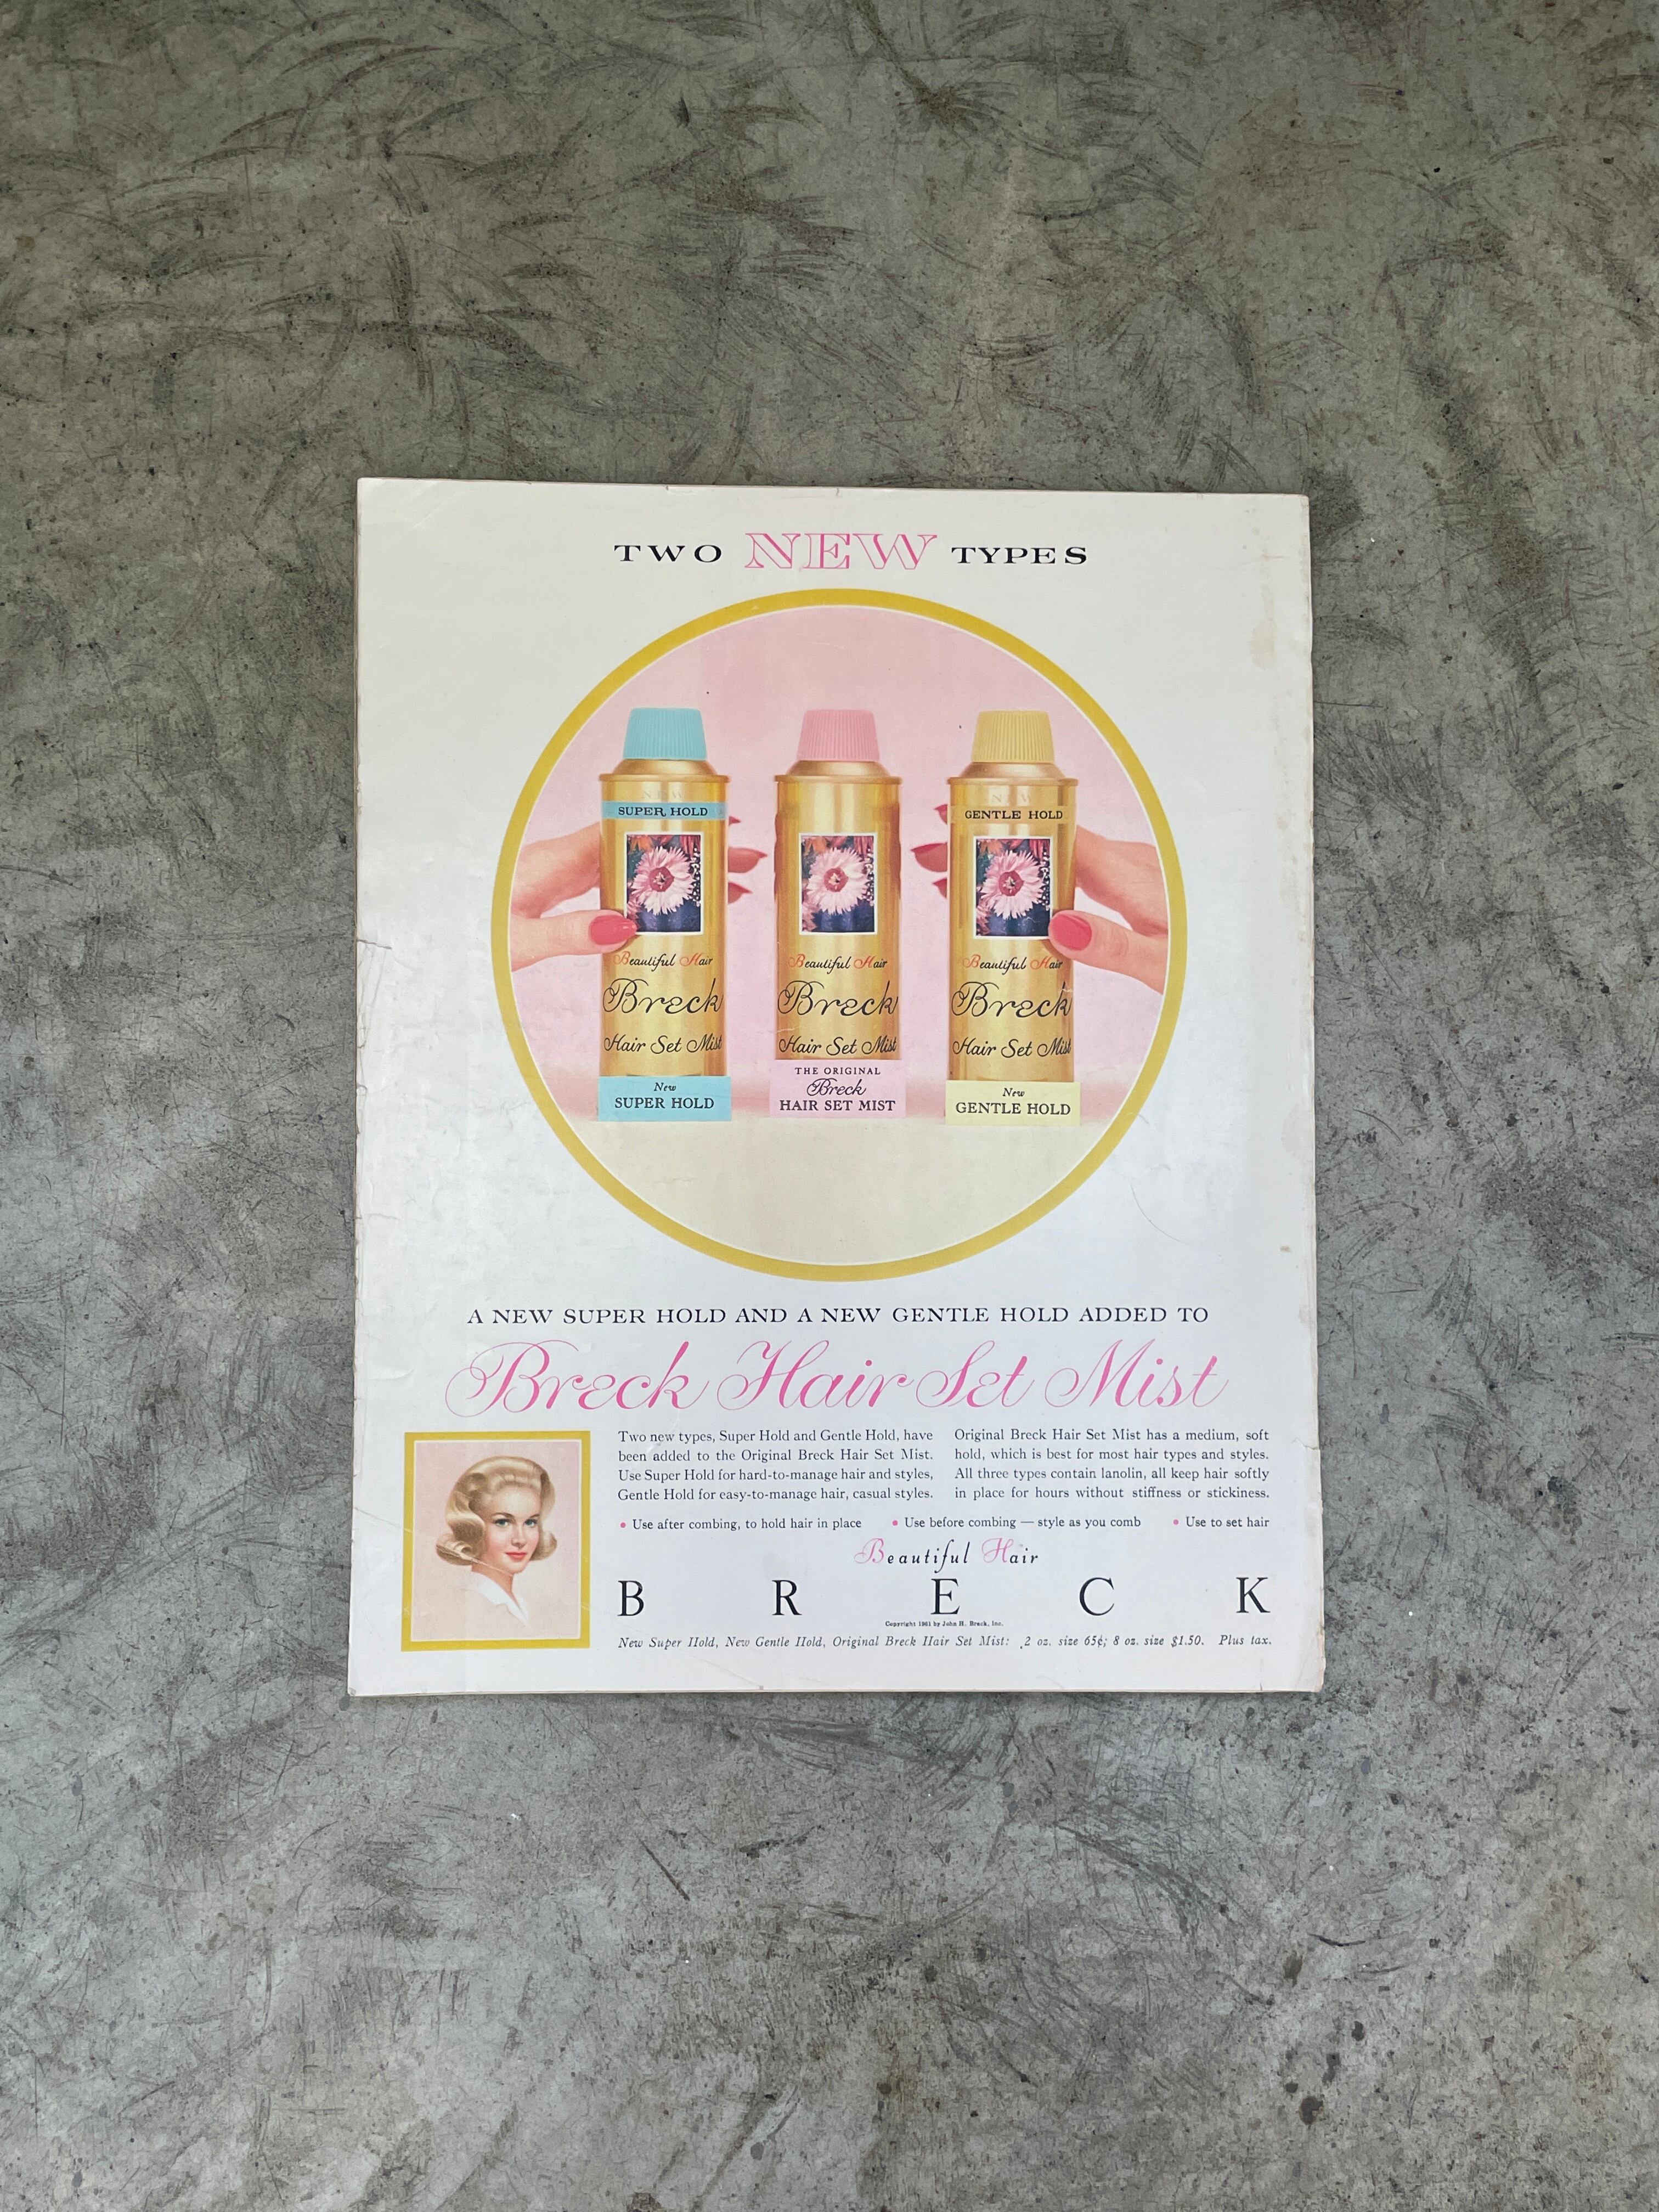 TWO NEW TYPES
NEW
SUPER HOLD
Beautiful Hair
Breck
Hair Set Mist
New
SUPER HOLD
Beautiful Hair
Breck
Hair Set Mist
THE ORIGINAL
Breck
HAIR SET MIST
NEW
GENTLE HOLD
Beautiful Hair
Breck
Hair Set Mist
New
GENTLE HOLD
A NEW SUPER HOLD AND A NEW GENTLE HOLD ADDED TO
Breck Hair Set Mist
Two new types, Super Hold and Gentle Hold, have
been added to the Original Breck Hair Set Mist.
Use Super Hold for hard-to-manage hair and styles,
Gentle Hold for easy-to-manage hair, casual styles.
Original Breck Hair Set Mist has a medium, soft
hold, which is best for most hair types and styles.
All three types contain lanolin, all keep hair softly
in place for hours without stiffness or stickiness.
• Use after combing, to hold hair in place • Use before combing — style as you comb • Use to set hair
Beautiful Hair
BRECK
Copyright 1961 by John H. Breck, Inc.
New Super Hold, New Gentle Hold, Original Breck Hair Set Mist: 2 oz. size 65¢; 8 oz. size $1.50. Plus tax.